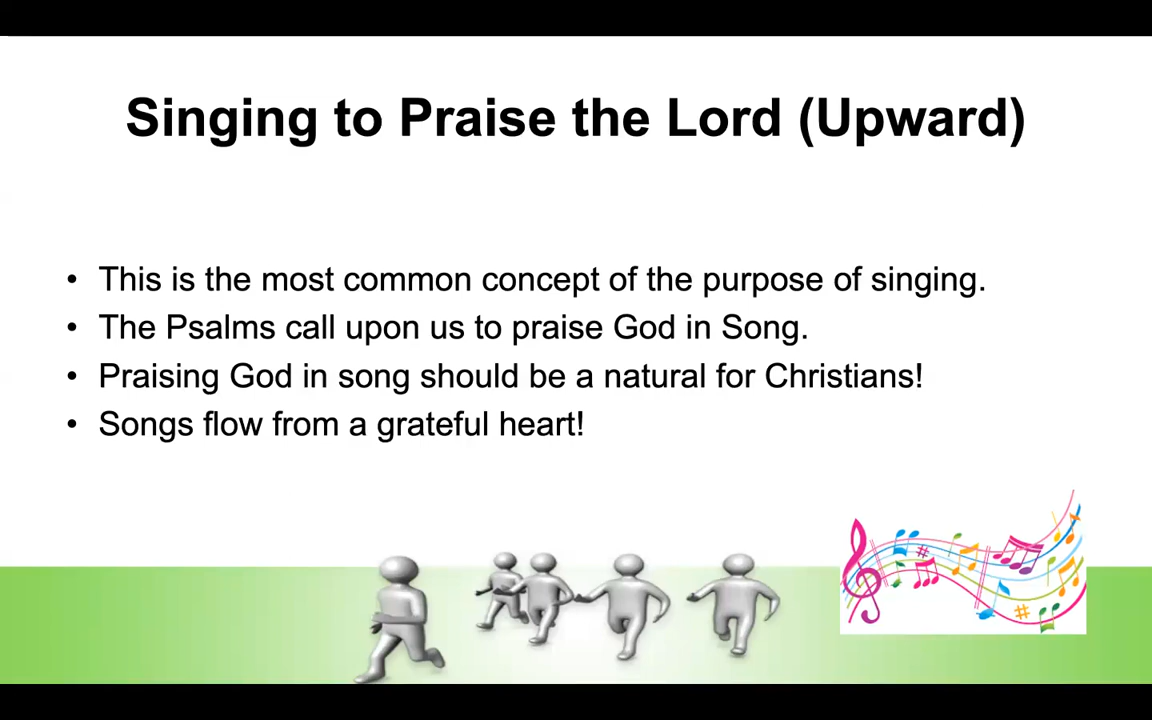 Singing to Praise the Lord (Upward)
• This is the most common concept of the purpose of singing.
• The Psalms call upon us to praise God in Song.
• Praising God in song should be a natural for Christians!
• Songs flow from a grateful heart!